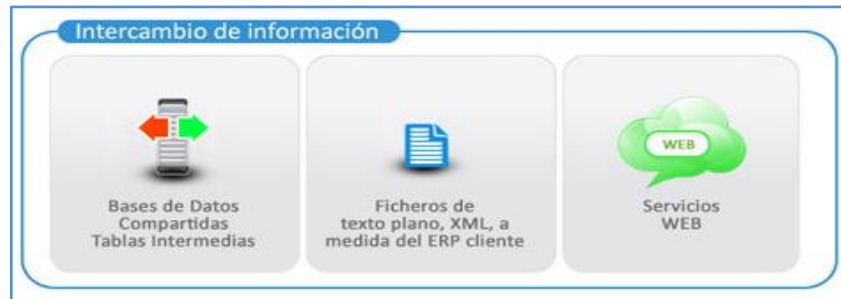 Intercambio de información
Bases de Datos
Compartidas
Tablas Intermedias
Ficheros de
texto plano, XML, a
medida del ERP cliente
WEB
Servicios
WEB